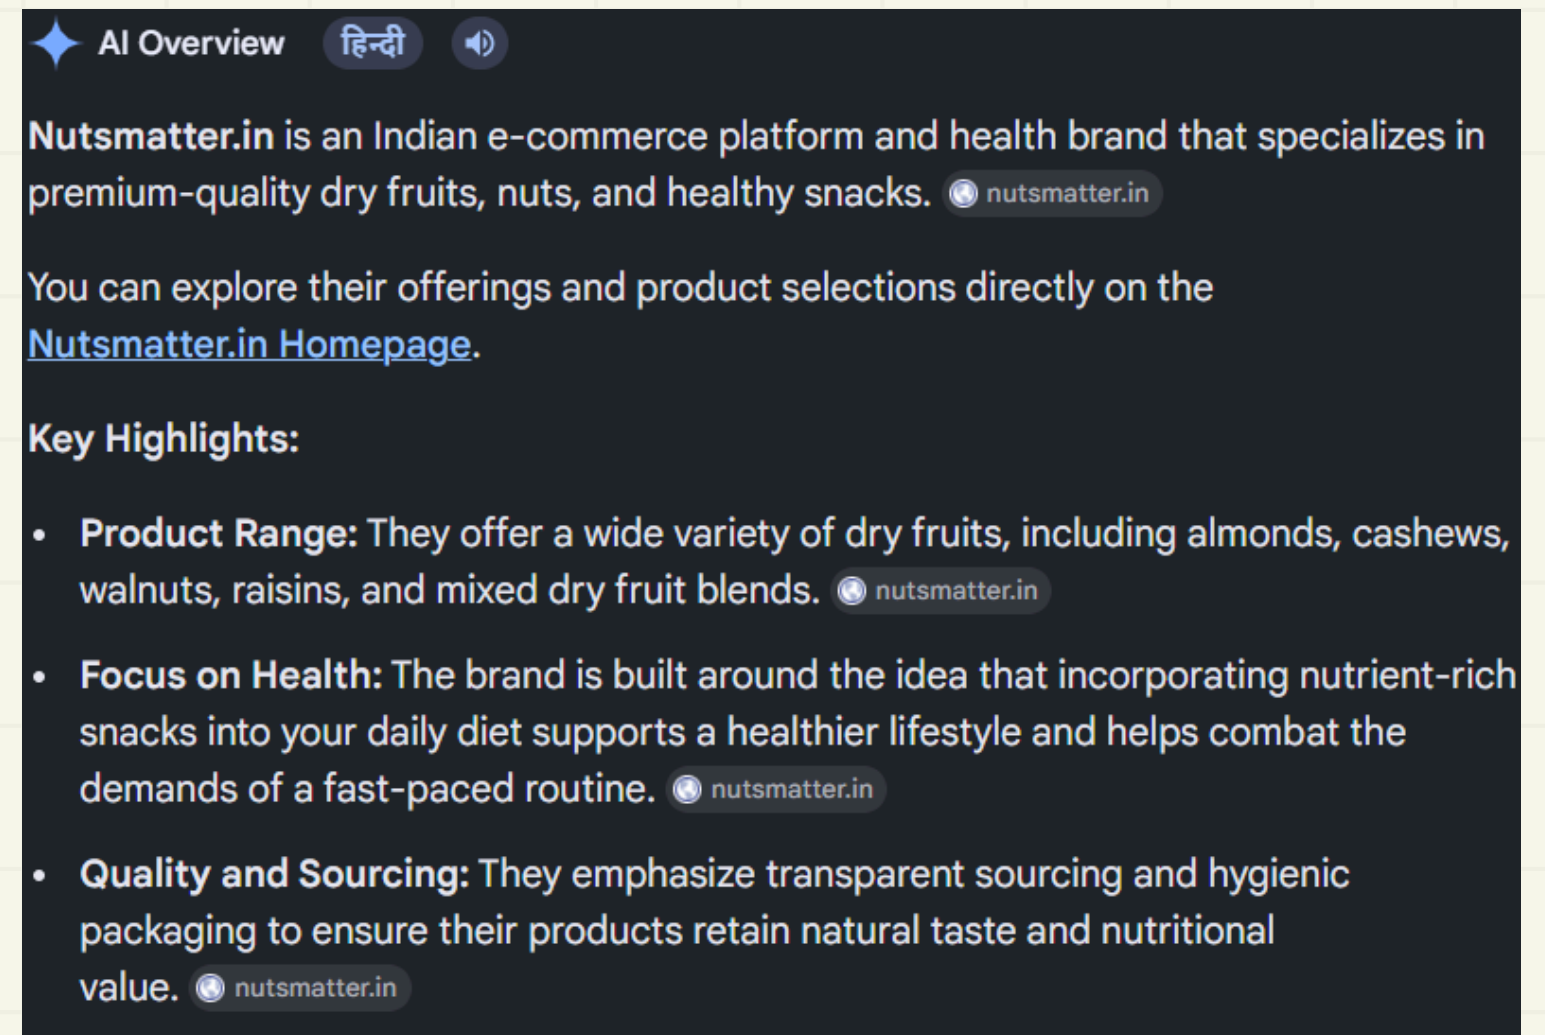 AI Overview हिन्दी
Nutsmatter.in is an Indian e-commerce platform and health brand that specializes in
premium-quality dry fruits, nuts, and healthy snacks. nutsmatter.in
You can explore their offerings and product selections directly on the
Nutsmatter.in Homepage.
Key Highlights:
• Product Range: They offer a wide variety of dry fruits, including almonds, cashews,
walnuts, raisins, and mixed dry fruit blends. nutsmatter.in
• Focus on Health: The brand is built around the idea that incorporating nutrient-rich
snacks into your daily diet supports a healthier lifestyle and helps combat the
demands of a fast-paced routine. nutsmatter.in
• Quality and Sourcing: They emphasize transparent sourcing and hygienic
packaging to ensure their products retain natural taste and nutritional
value. nutsmatter.in